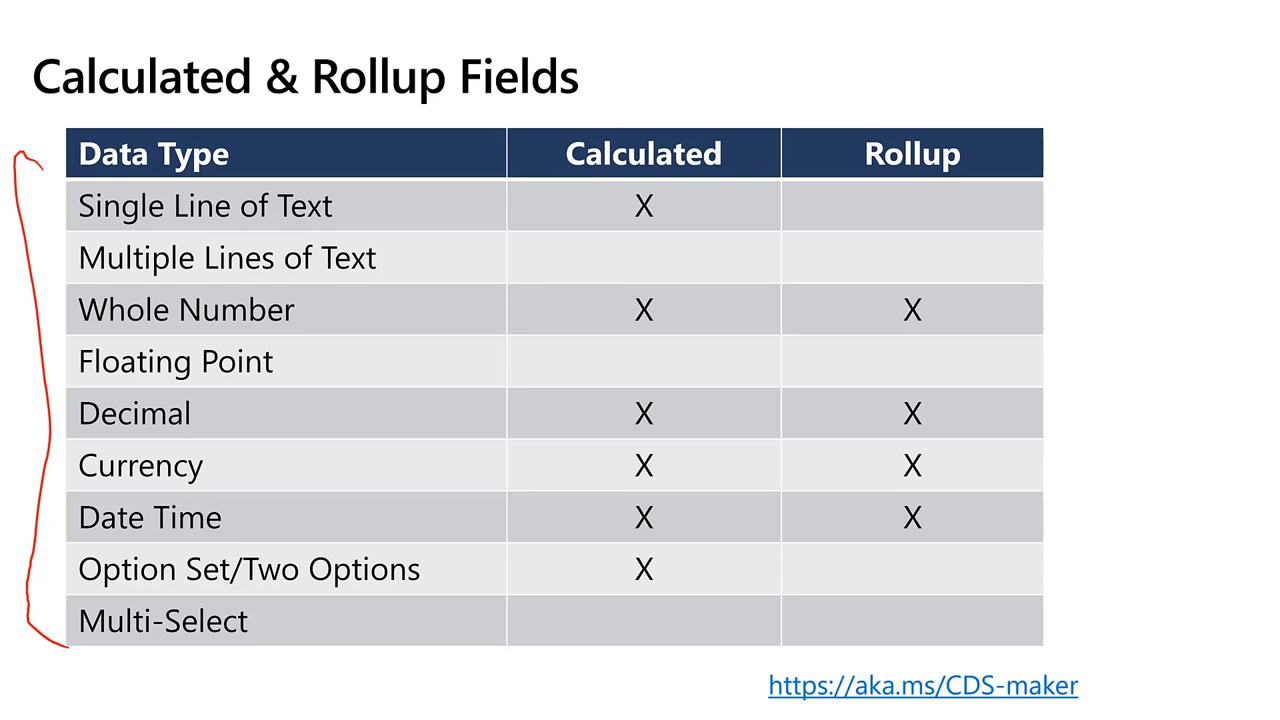 Calculated & Rollup Fields
Data Type Calculated Rollup
Single Line of Text X
Multiple Lines of Text
Whole Number X X
Floating Point
Decimal X X
Currency X X
Date Time X X
Option Set/Two Options X
Multi-Select
https://aka.ms/CDS-maker